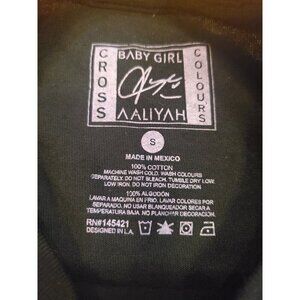 CROSS
BABY GIRL
AALIYAH
COLOURS
S
MADE IN MEXICO
100% COTTON
MACHINE WASH COLD. WASH COLOURS
SEPARATELY. DO NOT BLEACH. TUMBLE DRY LOW.
LOW IRON. DO NOT IRON DECORATION
100% ALGODÓN
LAVAR A MAQUINA EN FRIO. LAVAR COLORES POR
SEPARADO. NO USAR BLANQUEADOR SECAR A
TEMPERATURA BAJA. NO PLANCHAR DECORACIÓN.
RN#145421
DESIGNED IN L.A.